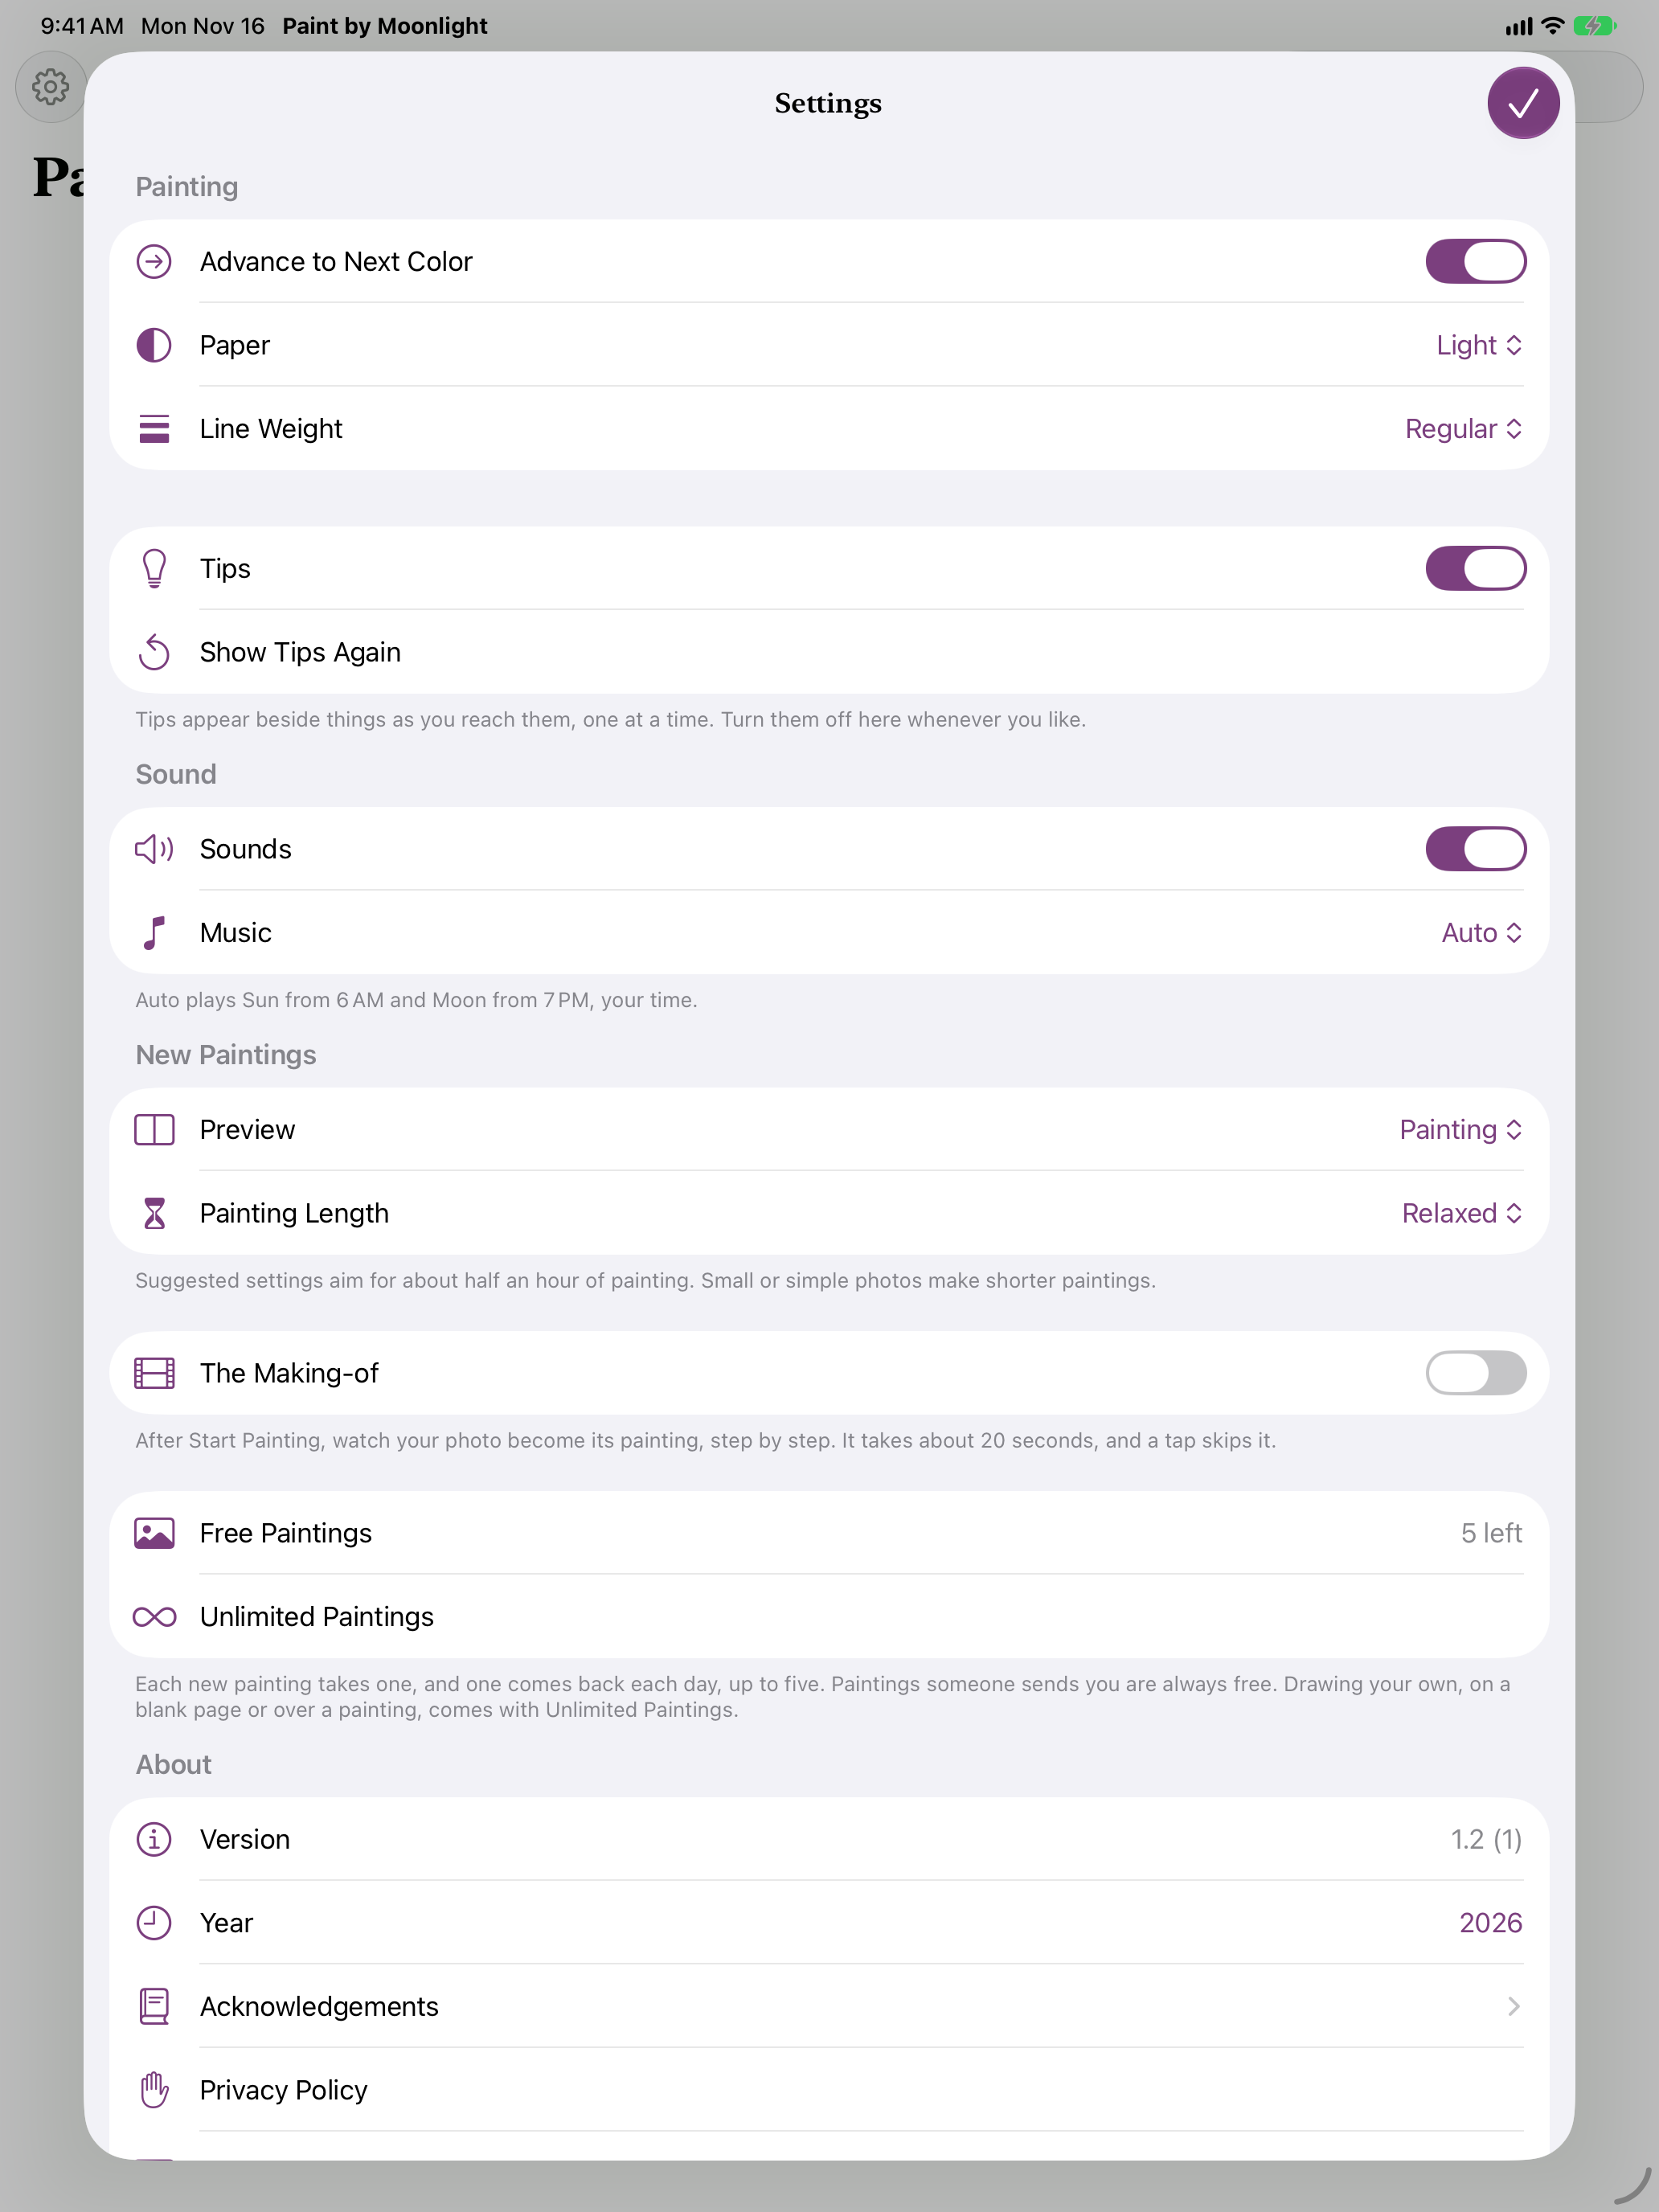 9:41 AM Mon Nov 16 Paint by Moonlight
Settings
Painting
Advance to Next Color
Paper
Light
Line Weight
Regular
Tips
Show Tips Again
Tips appear beside things as you reach them, one at a time. Turn them off here whenever you like.
Sound
Sounds
Music
Auto
Auto plays Sun from 6 AM and Moon from 7 PM, your time.
New Paintings
Preview
Painting
Painting Length
Relaxed
Suggested settings aim for about half an hour of painting. Small or simple photos make shorter paintings.
The Making-of
After Start Painting, watch your photo become its painting, step by step. It takes about 20 seconds, and a tap skips it.
Free Paintings
5 left
Unlimited Paintings
Each new painting takes one, and one comes back each day, up to five. Paintings someone sends you are always free. Drawing your own, on a
blank page or over a painting, comes with Unlimited Paintings.
About
Version
1.2 (1)
Year
2026
Acknowledgements
Privacy Policy